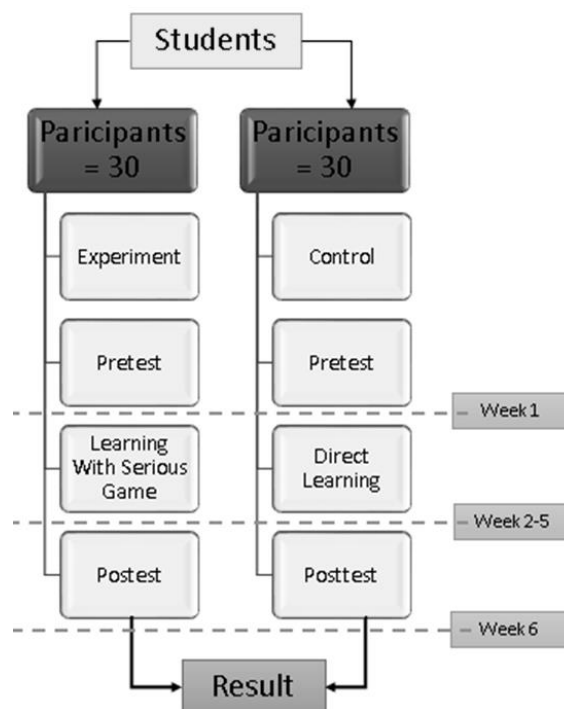 Students
Paricipants
= 30
Paricipants
= 30
Experiment
Control
Pretest
Pretest
Week 1
Learning
With Serious
Game
Direct
Learning
Week 2-5
Postest
Posttest
Week 6
Result